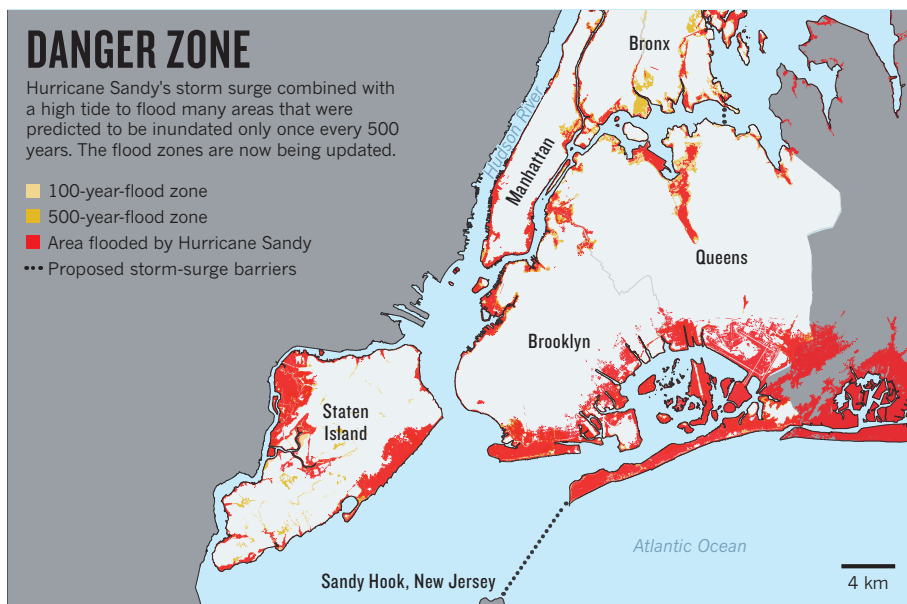 DANGER ZONE
Hurricane Sandy's storm surge combined with
a high tide to flood many areas that were
predicted to be inundated only once every 500
years. The flood zones are now being updated.
100-year-flood zone
500-year-flood zone
Area flooded by Hurricane Sandy
Proposed storm-surge barriers
Bronx
Hudson River
Manhattan
Queens
Brooklyn
Staten
Island
Atlantic Ocean
Sandy Hook, New Jersey
4 km